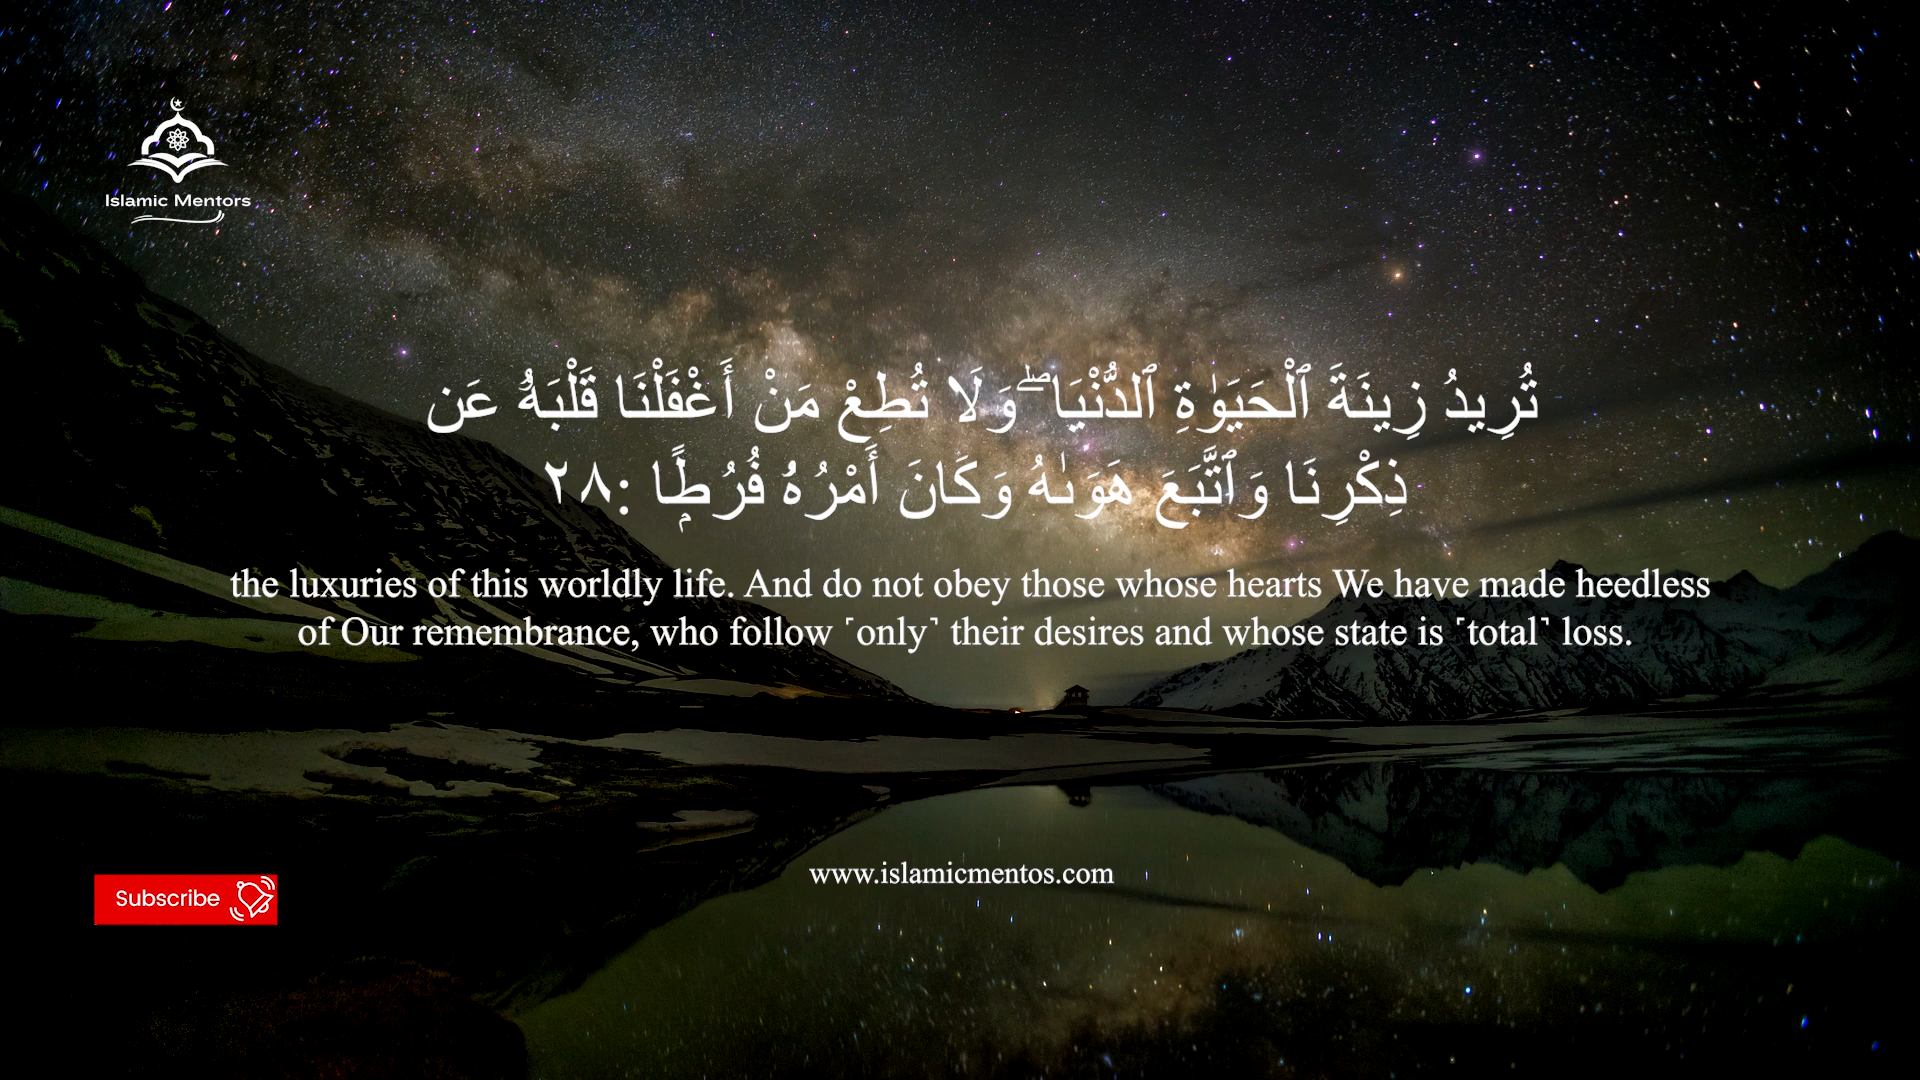 Islamic Mentors
تُرِيدُ زِينَةَ ٱلْحَيَوٰةِ ٱلدُّنْيَا ۖ وَلَا تُطِعْ مَنْ أَغْفَلْنَا قَلْبَهُۥ عَن
ذِكْرِنَا وَٱتَّبَعَ هَوَىٰهُ وَكَانَ أَمْرُهُۥ فُرُطًۭا :٢٨
the luxuries of this worldly life. And do not obey those whose hearts We have made heedless
of Our remembrance, who follow ˹only˺ their desires and whose state is ˹total˺ loss.
www.islamicmentos.com
Subscribe